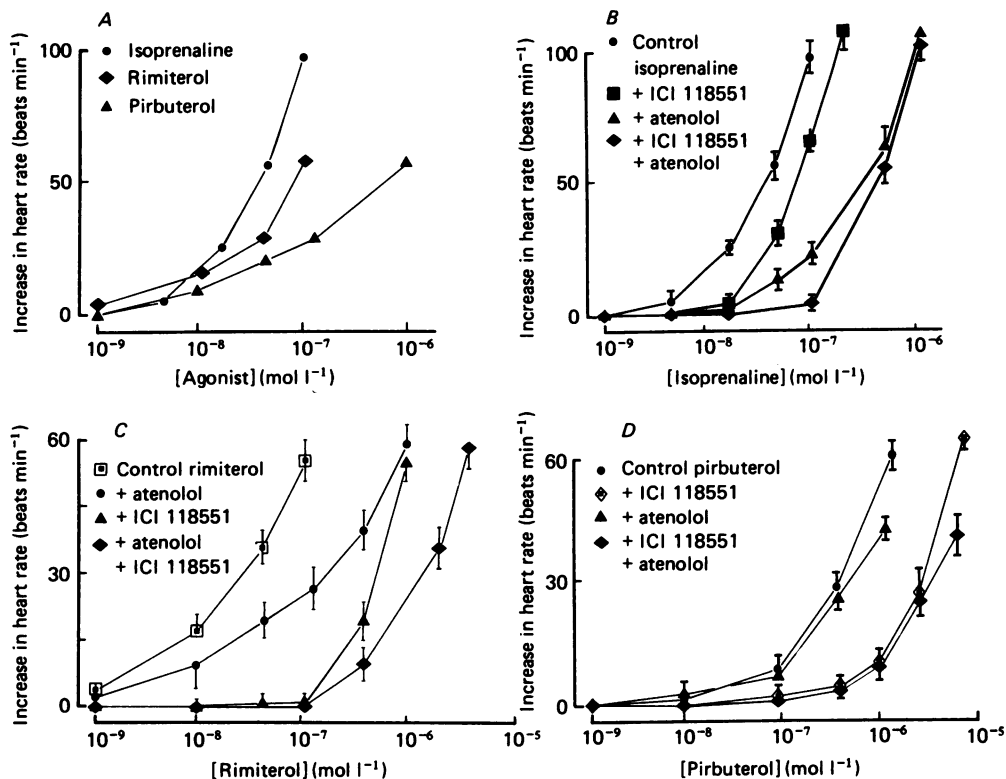 A
Isoprenaline
Rimiterol
Pirbuterol
Increase in heart rate (beats min⁻¹)
100
50
0
10⁻⁹
10⁻⁸
10⁻⁷
10⁻⁶
[Agonist] (mol l⁻¹)
B
Control
isoprenaline
+ ICI 118551
+ atenolol
+ ICI 118551
+ atenolol
Increase in heart rate (beats min⁻¹)
100
50
0
10⁻⁹
10⁻⁸
10⁻⁷
10⁻⁶
[Isoprenaline] (mol l⁻¹)
C
Control rimiterol
+ atenolol
+ ICI 118551
+ atenolol
+ ICI 118551
Increase in heart rate (beats min⁻¹)
60
30
0
10⁻⁹
10⁻⁸
10⁻⁷
10⁻⁶
10⁻⁵
[Rimiterol] (mol l⁻¹)
D
Control pirbuterol
+ ICI 118551
+ atenolol
+ ICI 118551
+ atenolol
Increase in heart rate (beats min⁻¹)
60
30
0
10⁻⁹
10⁻⁸
10⁻⁷
10⁻⁶
10⁻⁵
[Pirbuterol] (mol l⁻¹)